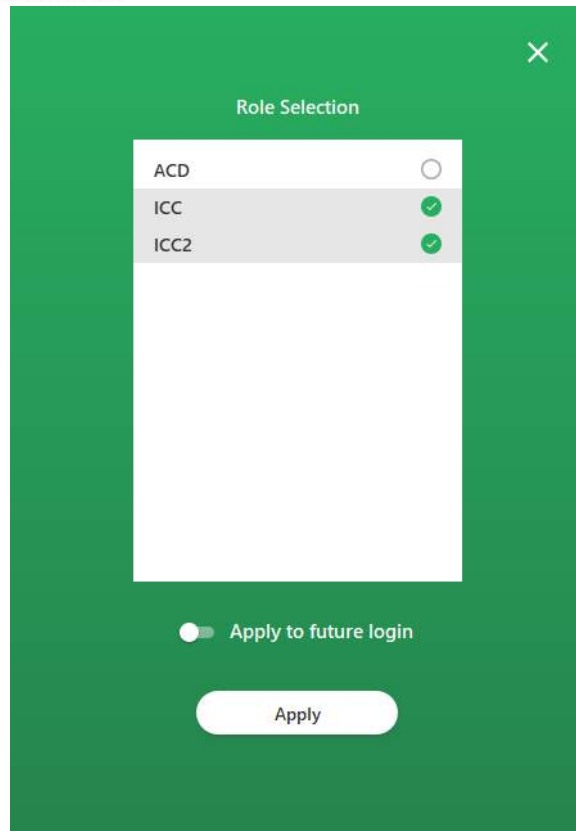 Role Selection
ACD
ICC
ICC2
Apply to future login
Apply